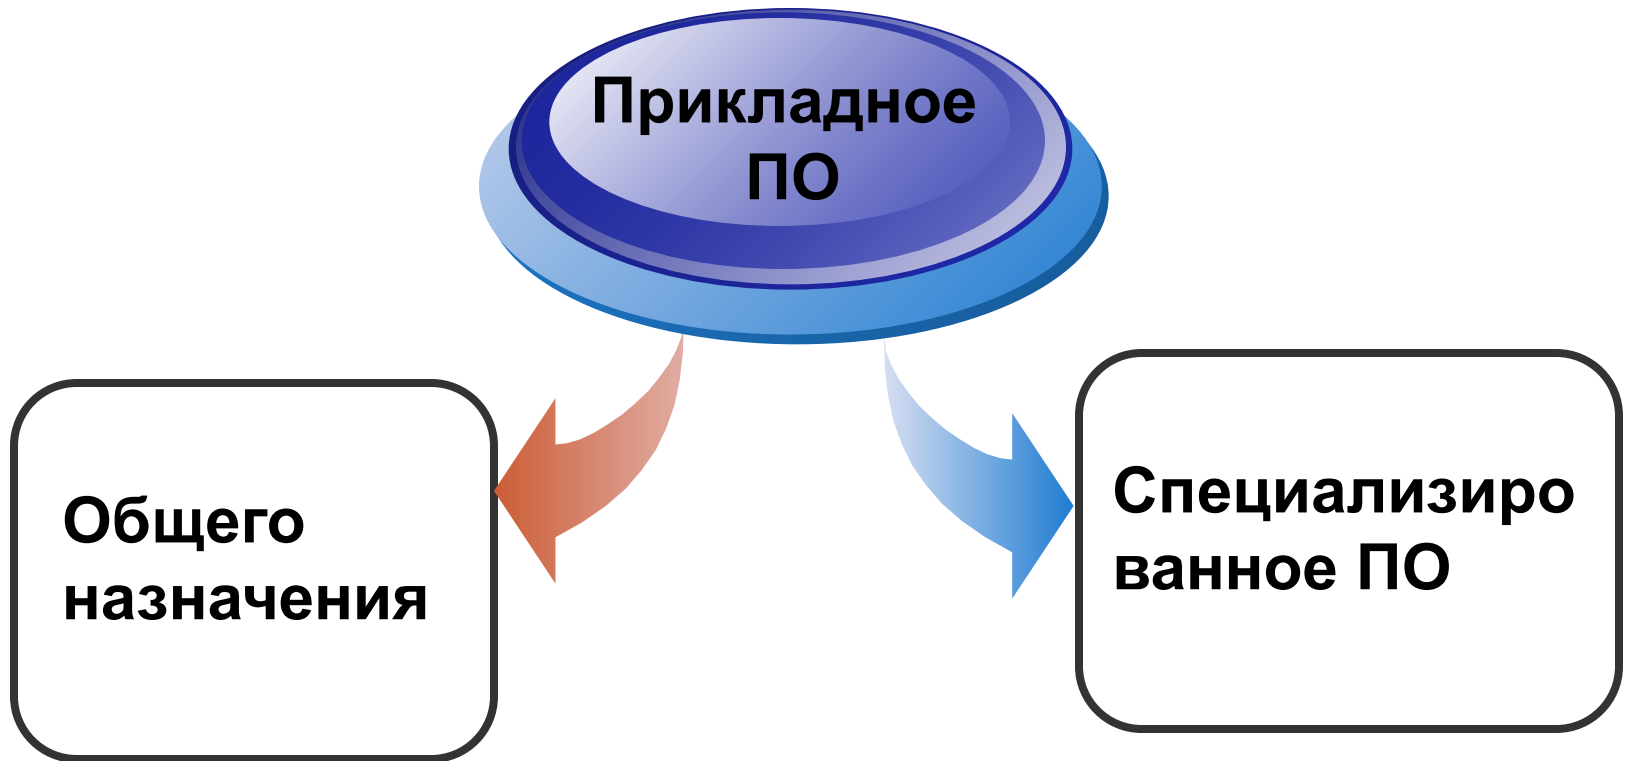 Прикладное
ПО
Общего
назначения
Специализиро
ванное ПО